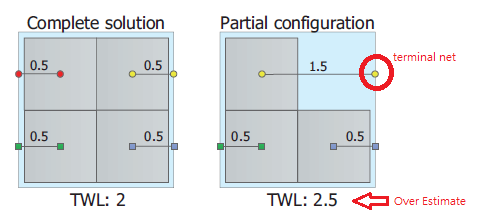 Complete solution
Partial configuration
terminal net
0.5
0.5
1.5
0.5
0.5
0.5
0.5
TWL: 2
TWL: 2.5
Over Estimate